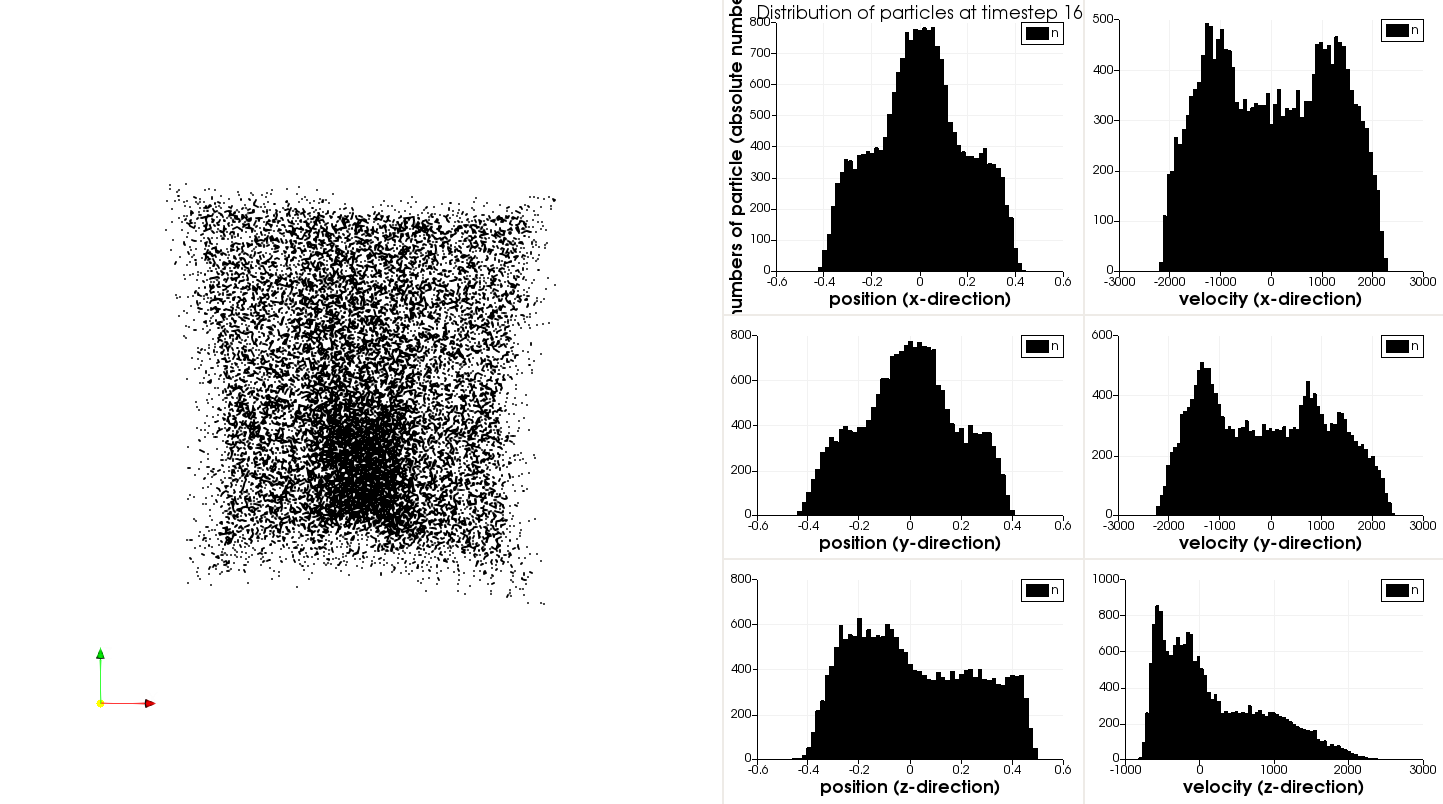 Distribution of particles at timestep 16
numbers of particle (absolute number
800
700
600
500
400
300
200
100
0
-0.6 -0.4 -0.2 0 0.2 0.4 0.6
position (x-direction)
n
500
400
300
200
100
0
-3000 -2000 -1000 0 1000 2000 3000
velocity (x-direction)
n
800
600
400
200
0
-0.6 -0.4 -0.2 0 0.2 0.4 0.6
position (y-direction)
n
600
400
200
0
-3000 -2000 -1000 0 1000 2000 3000
velocity (y-direction)
n
800
600
400
200
0
-0.6 -0.4 -0.2 0 0.2 0.4 0.6
position (z-direction)
n
1000
800
600
400
200
0
-1000 0 1000 2000 3000
velocity (z-direction)
n